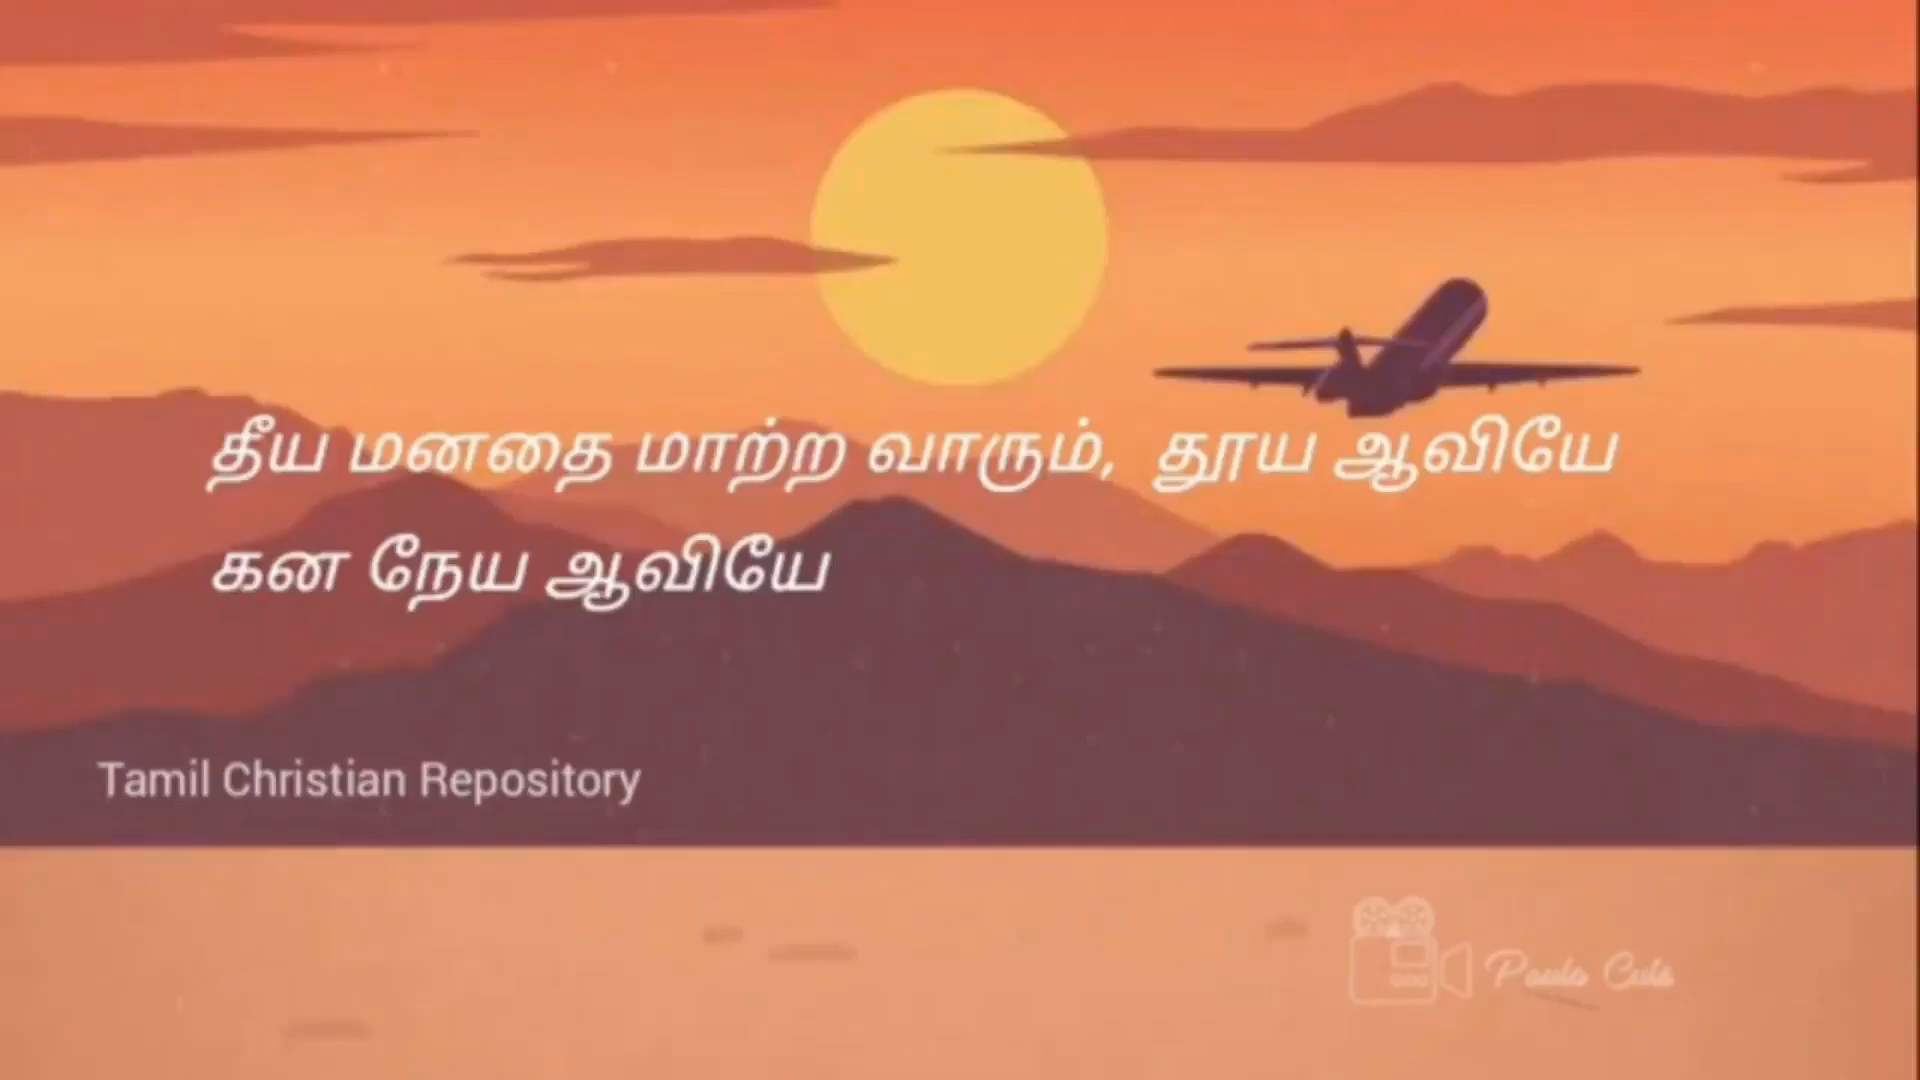 தீய மனதை மாற்ற வாரும், தூய ஆவியே
கன நேய ஆவியே
Tamil Christian Repository